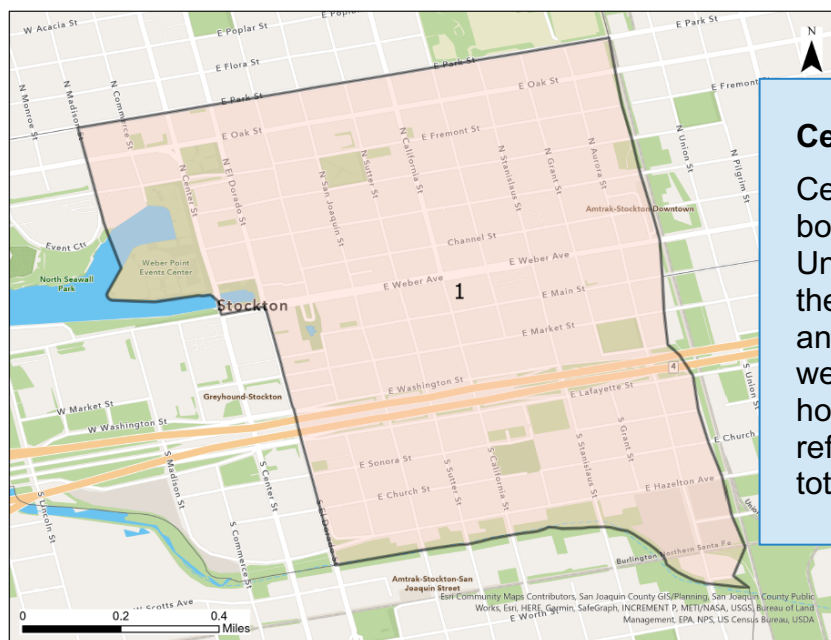 W Acacia St
E Poplar St
E Poplar St
E Flora St
E Park St
E Park St
E Park St
N
N Monroe St
N Madison St
N Commerce St
E Oak St
E Oak St
E Fremont St
E Fremont St
N Center St
N El Dorado St
N San Joaquin St
N Sutter St
N California St
N Stanislaus St
N Grant St
N Aurora St
N Union St
N Pilgrim St
Amtrak-Stockton-Downtown
Event Ctr
North Seawall
Park
Weber Point
Events Center
Channel St
E Weber Ave
E Weber Ave
Stockton
1
E Main St
E Market St
E Washington St
E Lafayette St
4
S Union St
Greyhound-Stockton
W Market St
W Washington St
E Church
S Madison St
S Center St
S Lincoln St
S Commerce St
S El Dorado St
E Sonora St
E Church St
S Sutter St
S California St
S Stanislaus St
S Grant St
E Hazelton Ave
Burlington Northern Santa Fe
Amtrak-Stockton-San
Joaquin Street
W Scotts Ave
E Worth St
0 0.2 0.4
Miles
Esri Community Maps Contributors, San Joaquin County GIS/Planning, San Joaquin County Public
Works, Esri, HERE, Garmin, SafeGraph, INCREMENT P, METI/NASA, USGS, Bureau of Land
Management, EPA, NPS, US Census Bureau, USDA
Ce
Ce
bo
Un
the
an
we
ho
ref
tot